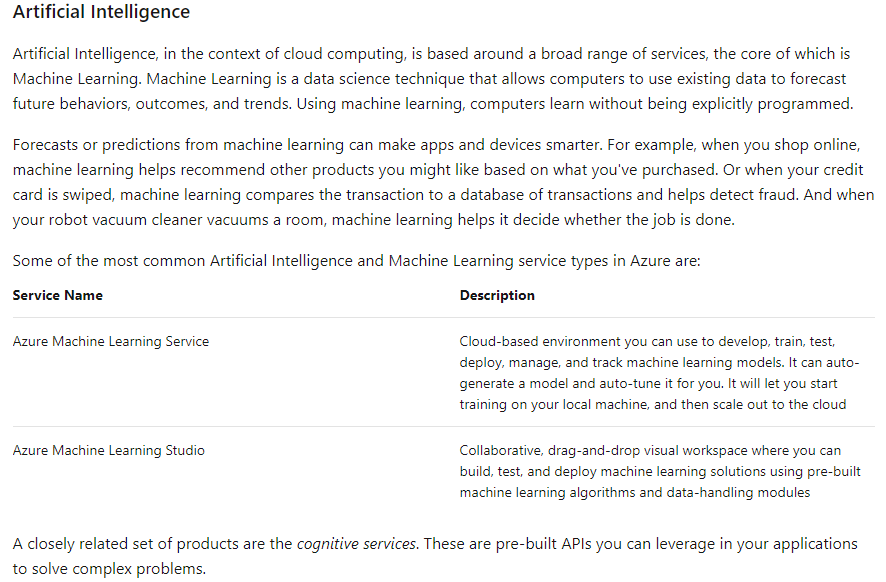 Artificial Intelligence
Artificial Intelligence, in the context of cloud computing, is based around a broad range of services, the core of which is
Machine Learning. Machine Learning is a data science technique that allows computers to use existing data to forecast
future behaviors, outcomes, and trends. Using machine learning, computers learn without being explicitly programmed.
Forecasts or predictions from machine learning can make apps and devices smarter. For example, when you shop online,
machine learning helps recommend other products you might like based on what you've purchased. Or when your credit
card is swiped, machine learning compares the transaction to a database of transactions and helps detect fraud. And when
your robot vacuum cleaner vacuums a room, machine learning helps it decide whether the job is done.
Some of the most common Artificial Intelligence and Machine Learning service types in Azure are:
Service Name Description
Azure Machine Learning Service Cloud-based environment you can use to develop, train, test,
deploy, manage, and track machine learning models. It can auto-
generate a model and auto-tune it for you. It will let you start
training on your local machine, and then scale out to the cloud
Azure Machine Learning Studio Collaborative, drag-and-drop visual workspace where you can
build, test, and deploy machine learning solutions using pre-built
machine learning algorithms and data-handling modules
A closely related set of products are the cognitive services. These are pre-built APIs you can leverage in your applications
to solve complex problems.